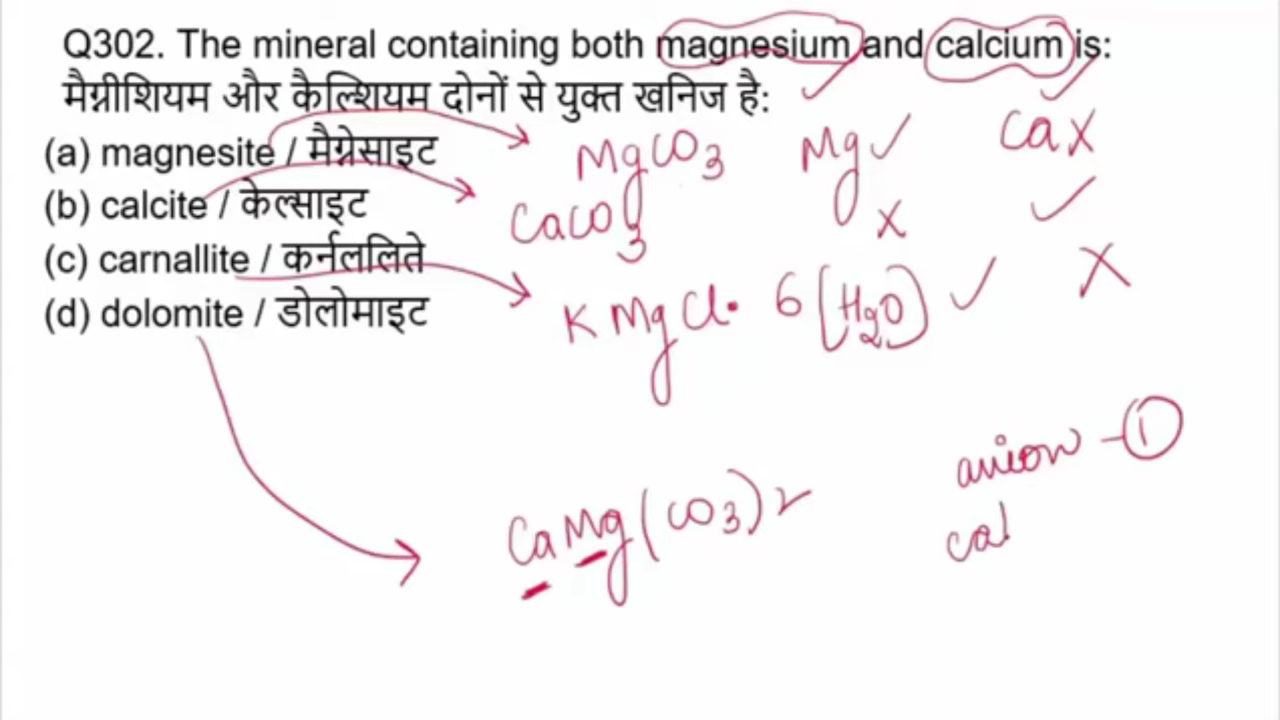 Q302. The mineral containing both magnesium and calcium is:
मैग्नीशियम और कैल्शियम दोनों से युक्त खनिज है:
(a) magnesite / मैग्नेसाइट
MgCO3 Mg✓ Ca X
(b) calcite / केल्साइट
CaCO3 X ✓
(c) carnallite / कर्नललिते
KMgCl. 6(H2O) ✓ X
(d) dolomite / डोलोमाइट
anion - 1
CaMg(CO3)2
cat